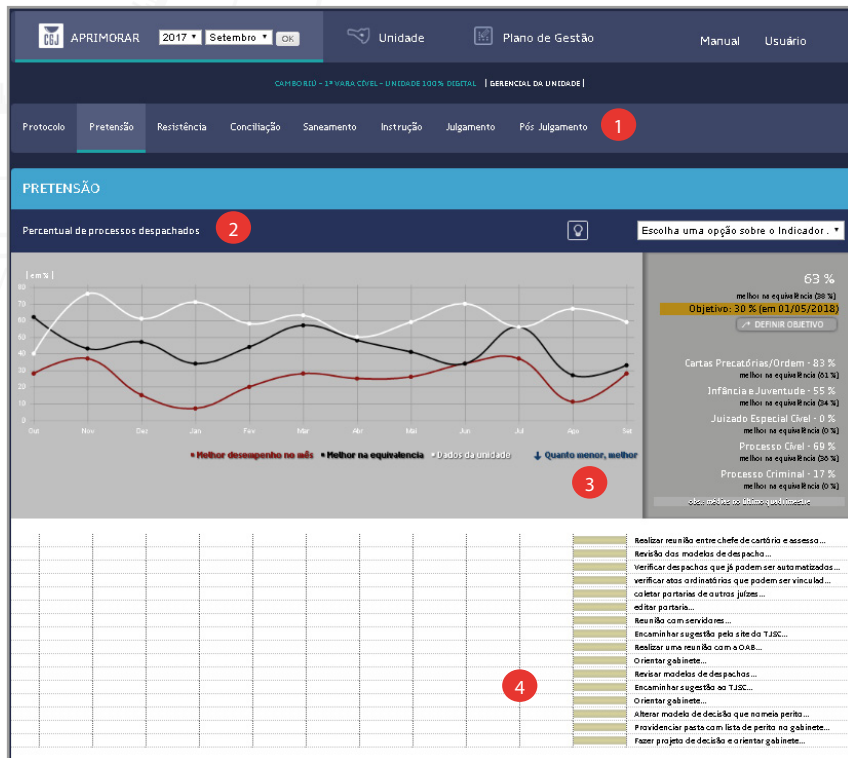 CGJ APRIMORAR 2017 Setembro OK Unidade Plano de Gestão Manual Usuário
CAMBORIÚ - 1ª VARA CÍVEL - UNIDADE 100% DIGITAL | GERENCIAL DA UNIDADE |
Protocolo Pretensão Resistência Conciliação Saneamento Instrução Julgamento Pós Julgamento 1
PRETENSÃO
Percentual de processos despachados 2 Escolha uma opção sobre o Indicador .
[em %]
80
70
60
50
40
30
20
10
0
Out Nov Dez Jan Fev Mar Abr Mai Jun Jul Ago Set
• Melhor desempenho no mês • Melhor na equivalencia • Dados da unidade ↓ Quanto menor, melhor
3
63 %
melhor na equivalência (38 %)
Objetivo: 30 % (em 01/05/2018)
DEFINIR OBJETIVO
Cartas Precatórias/Ordem - 83 %
melhor na equivalência (61 %)
Infância e Juventude - 55 %
melhor na equivalência (34 %)
Juizado Especial Cível - 0 %
melhor na equivalência (0 %)
Processo Cível - 69 %
melhor na equivalência (36 %)
Processo Criminal - 17 %
melhor na equivalência (0 %)
obs.: médias no último quadrimestre
Realizar reunião entre chefe de cartório e assesso...
Revisão dos modelos de despacho...
Verificar despachos que já podem ser automatizados...
verificar atos ordinatórios que podem ser vinculad...
coletar portarias de outros juízes...
editar portaria...
Reunião com servidores...
Encaminhar sugestão pelo site do TJSC...
Realizar uma reunião com a OAB...
Orientar gabinete...
Revisar modelos de despachos...
4
Encaminhar sugestão ao TJSC...
Orientar gabinete...
Alterar modelo de decisão que nomeia perito...
Providenciar pasta com lista de perito no gabinete...
Fazer projeto de decisão e orientar gabinete...